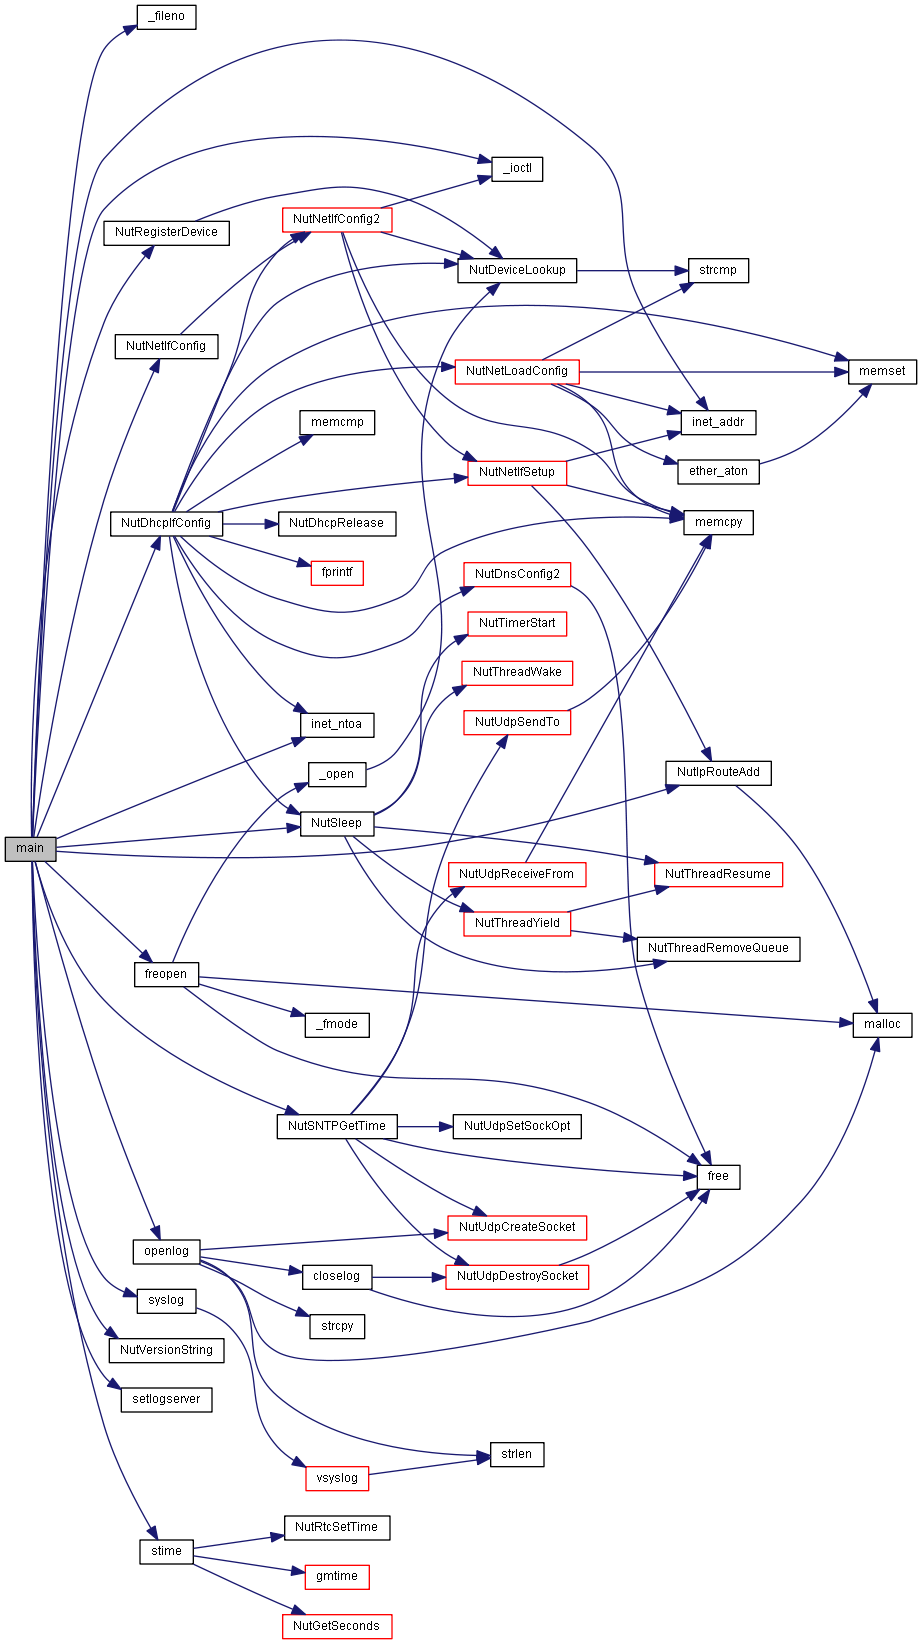 _fileno
_ioctl
NutNetIfConfig2
NutRegisterDevice
NutDeviceLookup
strcmp
NutNetIfConfig
NutNetLoadConfig
memset
memcmp
inet_addr
NutNetIfSetup
ether_aton
NutDhcpIfConfig
NutDhcpRelease
memcpy
fprintf
NutDnsConfig2
NutTimerStart
NutThreadWake
inet_ntoa
NutUdpSendTo
_open
NutIpRouteAdd
NutSleep
main
NutUdpReceiveFrom
NutThreadResume
NutThreadYield
NutThreadRemoveQueue
freopen
_fmode
malloc
NutSNTPGetTime
NutUdpSetSockOpt
free
NutUdpCreateSocket
openlog
closelog
NutUdpDestroySocket
syslog
strcpy
NutVersionString
setlogserver
strlen
vsyslog
NutRtcSetTime
stime
gmtime
NutGetSeconds